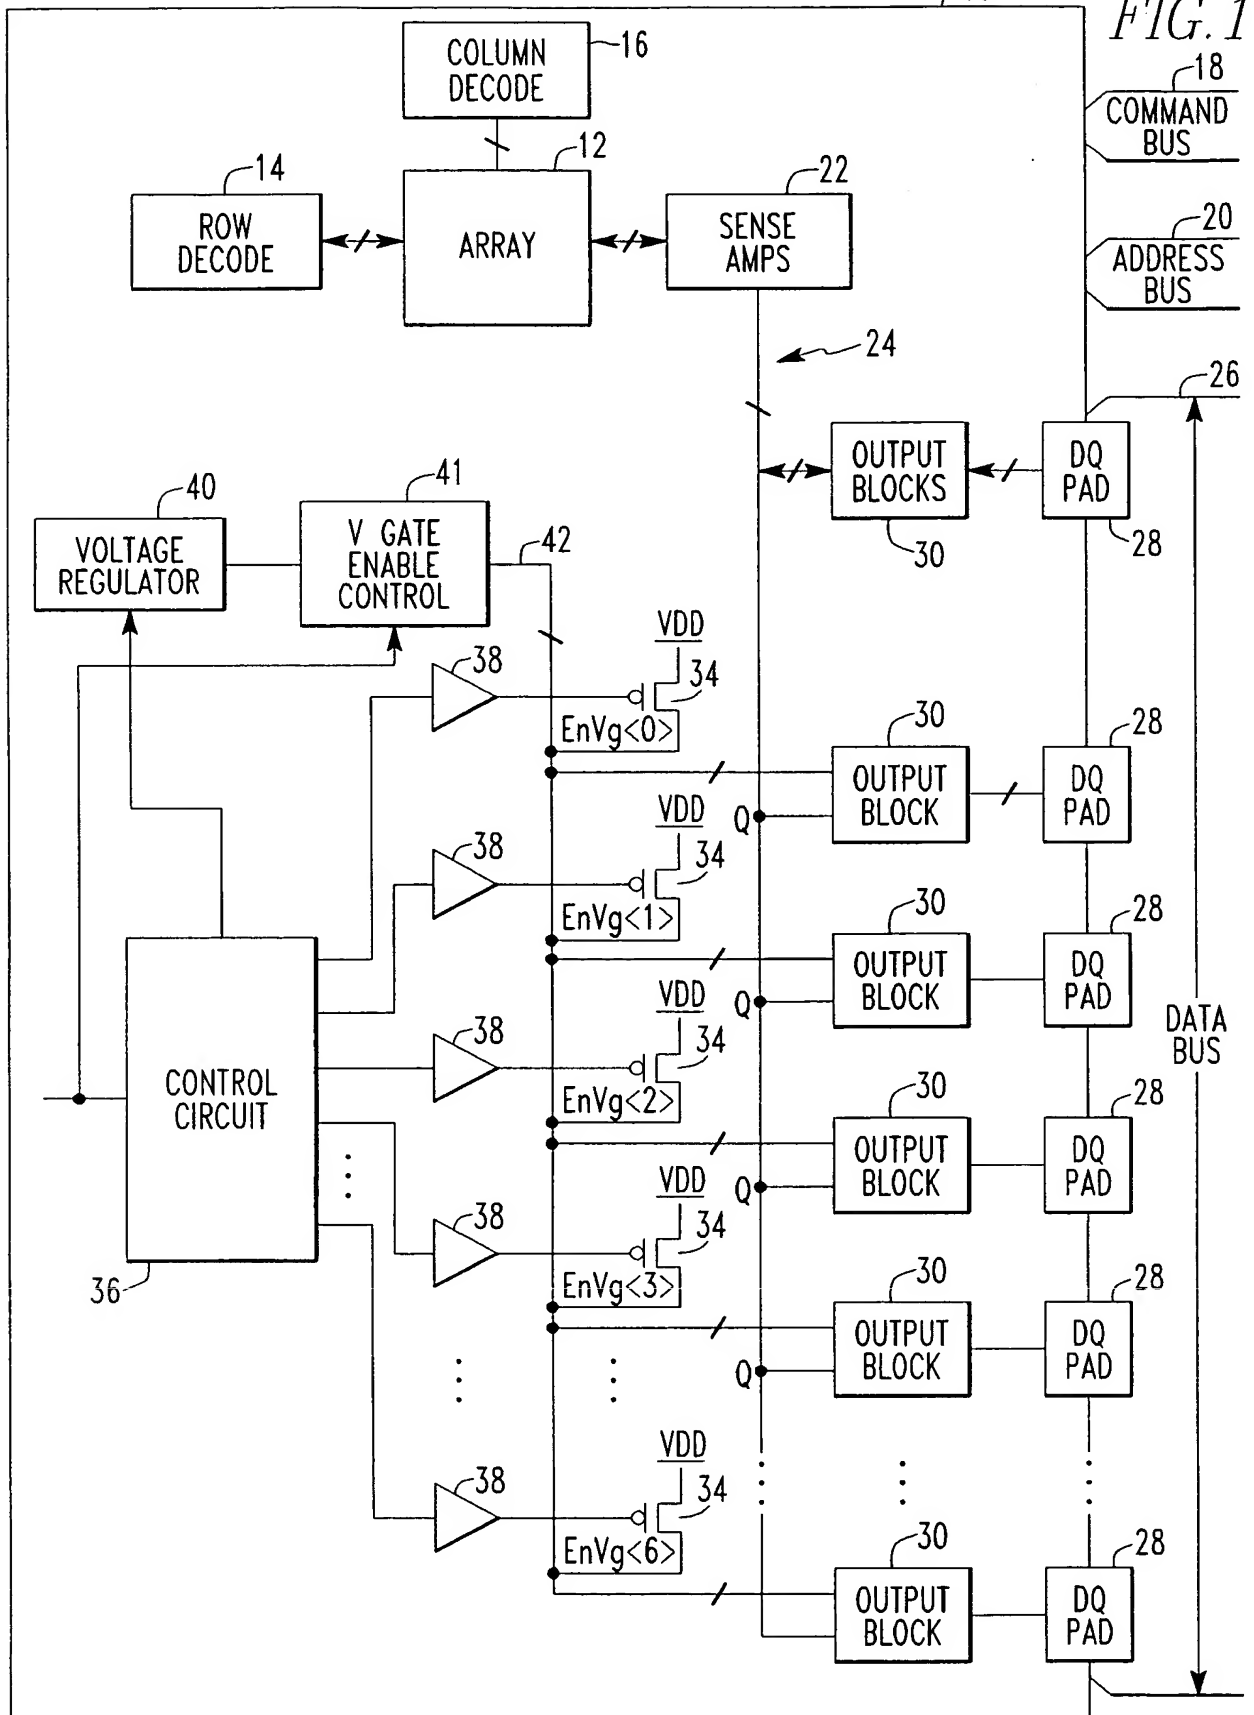 FIG. 1
COLUMN
DECODE
16
18
COMMAND
BUS
12
14
22
ROW
DECODE
ARRAY
SENSE
AMPS
20
ADDRESS
BUS
24
26
40
41
42
VOLTAGE
REGULATOR
V GATE
ENABLE
CONTROL
OUTPUT
BLOCKS
30
DQ
PAD
28
38
VDD
34
EnVg<0>
30
OUTPUT
BLOCK
Q
28
DQ
PAD
38
VDD
34
EnVg<1>
30
OUTPUT
BLOCK
Q
28
DQ
PAD
DATA
BUS
CONTROL
CIRCUIT
36
38
VDD
34
EnVg<2>
30
OUTPUT
BLOCK
Q
28
DQ
PAD
38
VDD
34
EnVg<3>
30
OUTPUT
BLOCK
Q
28
DQ
PAD
38
VDD
34
EnVg<6>
30
OUTPUT
BLOCK
28
DQ
PAD